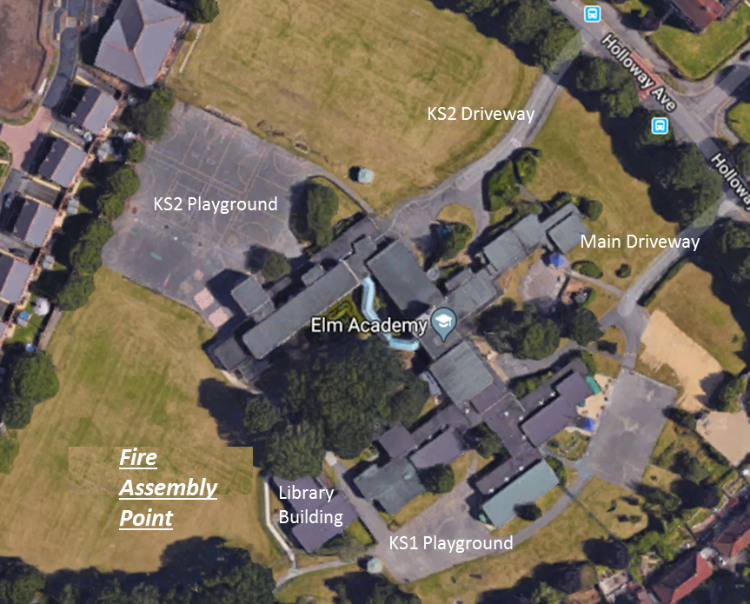 Holloway Ave
KS2 Driveway
Holloway
KS2 Playground
Main Driveway
Elm Academy
Fire
Assembly
Point
Library
Building
KS1 Playground